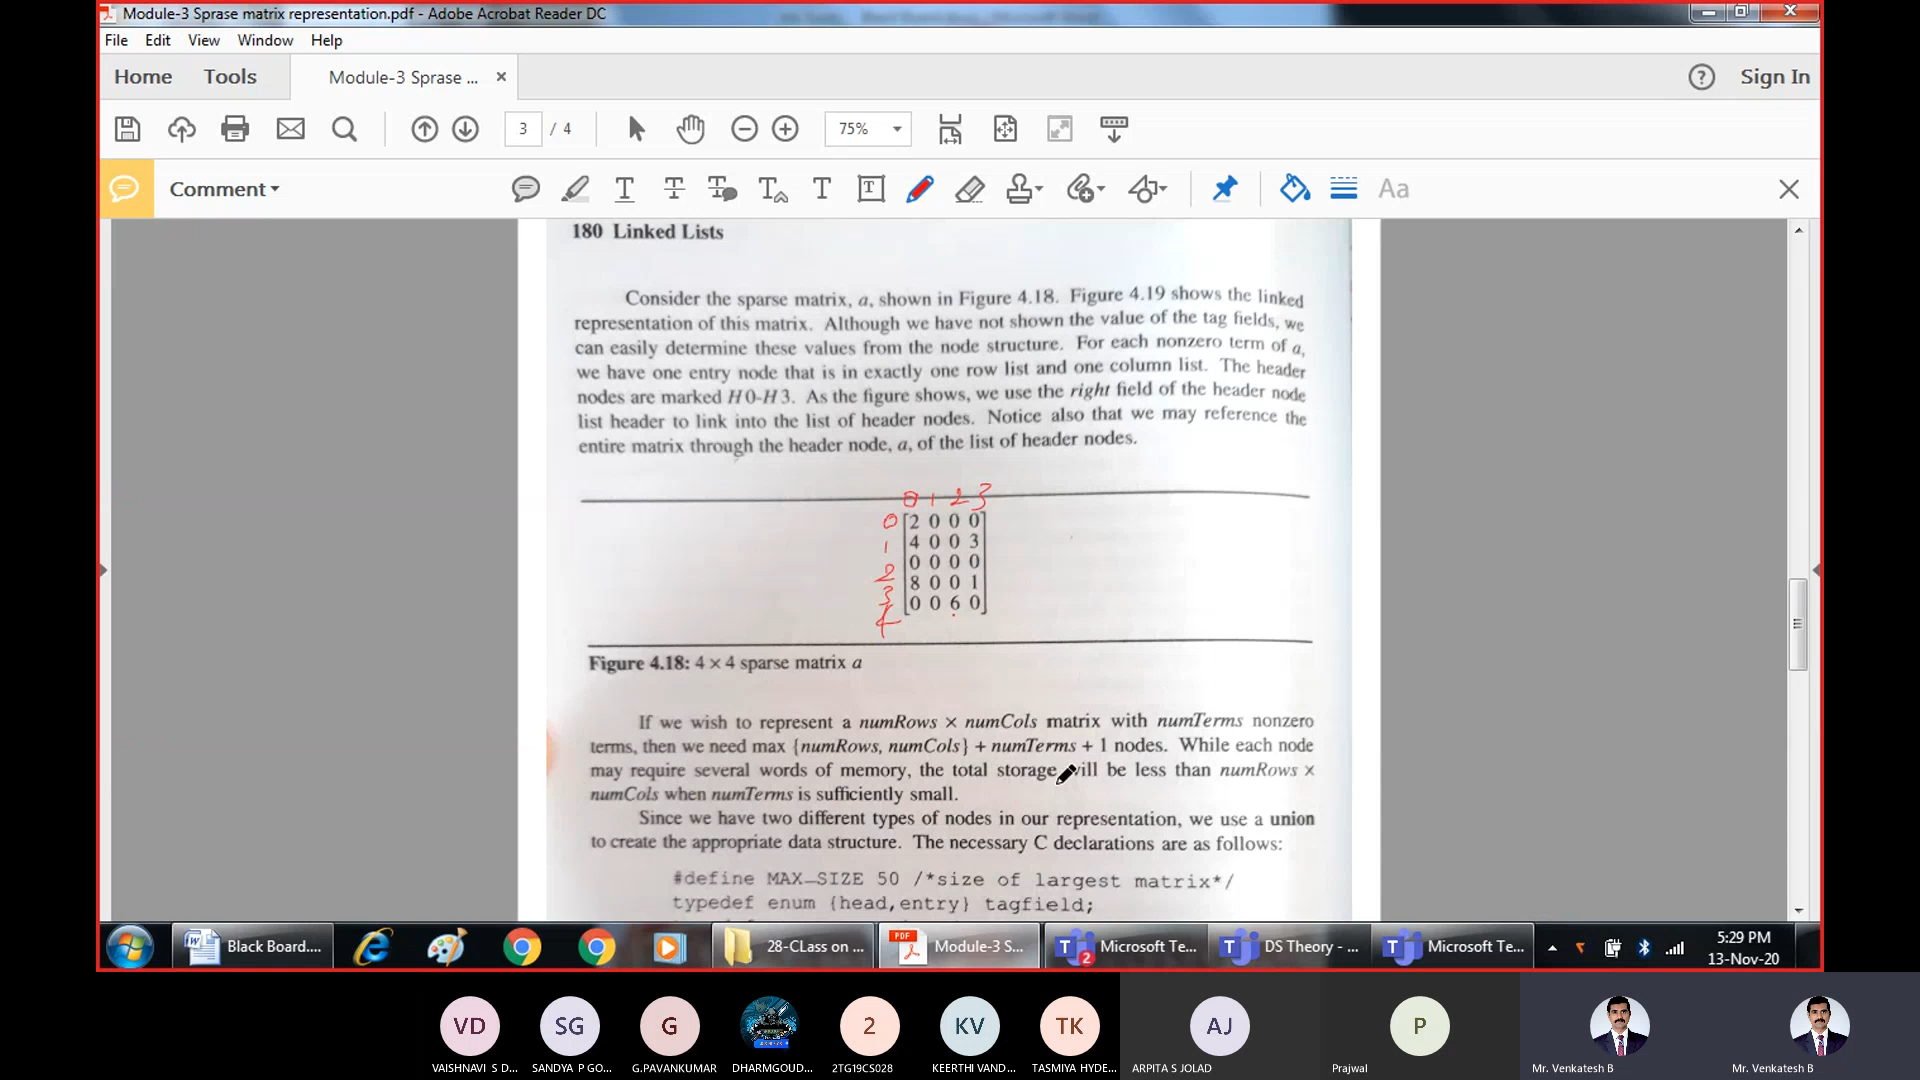 Module-3 Sprase matrix representation.pdf - Adobe Acrobat Reader DC
File Edit View Window Help
Home Tools Module-3 Sprase ... Sign In
3 / 4 75%
Comment Aa
180 Linked Lists
Consider the sparse matrix, a, shown in Figure 4.18. Figure 4.19 shows the linked
representation of this matrix. Although we have not shown the value of the tag fields, we
can easily determine these values from the node structure. For each nonzero term of a,
we have one entry node that is in exactly one row list and one column list. The header
nodes are marked H0-H3. As the figure shows, we use the right field of the header node
list header to link into the list of header nodes. Notice also that we may reference the
entire matrix through the header node, a, of the list of header nodes.
0 1 2 3
0 2 0 0 0
1 4 0 0 3
2 0 0 0 0
3 8 0 0 1
4 0 0 6 0
Figure 4.18: 4 × 4 sparse matrix a
If we wish to represent a numRows × numCols matrix with numTerms nonzero
terms, then we need max {numRows, numCols} + numTerms + 1 nodes. While each node
may require several words of memory, the total storage will be less than numRows ×
numCols when numTerms is sufficiently small.
Since we have two different types of nodes in our representation, we use a union
to create the appropriate data structure. The necessary C declarations are as follows:
#define MAX_SIZE 50 /*size of largest matrix*/
typedef enum {head,entry} tagfield;
Black Board.... 28-CLass on ... Module-3 S... Microsoft Te... DS Theory - ... Microsoft Te... 5:29 PM
13-Nov-20
VD SG G 2 KV TK AJ P
VAISHNAVI S D... SANDYA P GO... G.PAVANKUMAR DHARMGOUD... 2TG19CS028 KEERTHI VAND... TASMIYA HYDE... ARPITA S JOLAD Prajwal Mr. Venkatesh B Mr. Venkatesh B